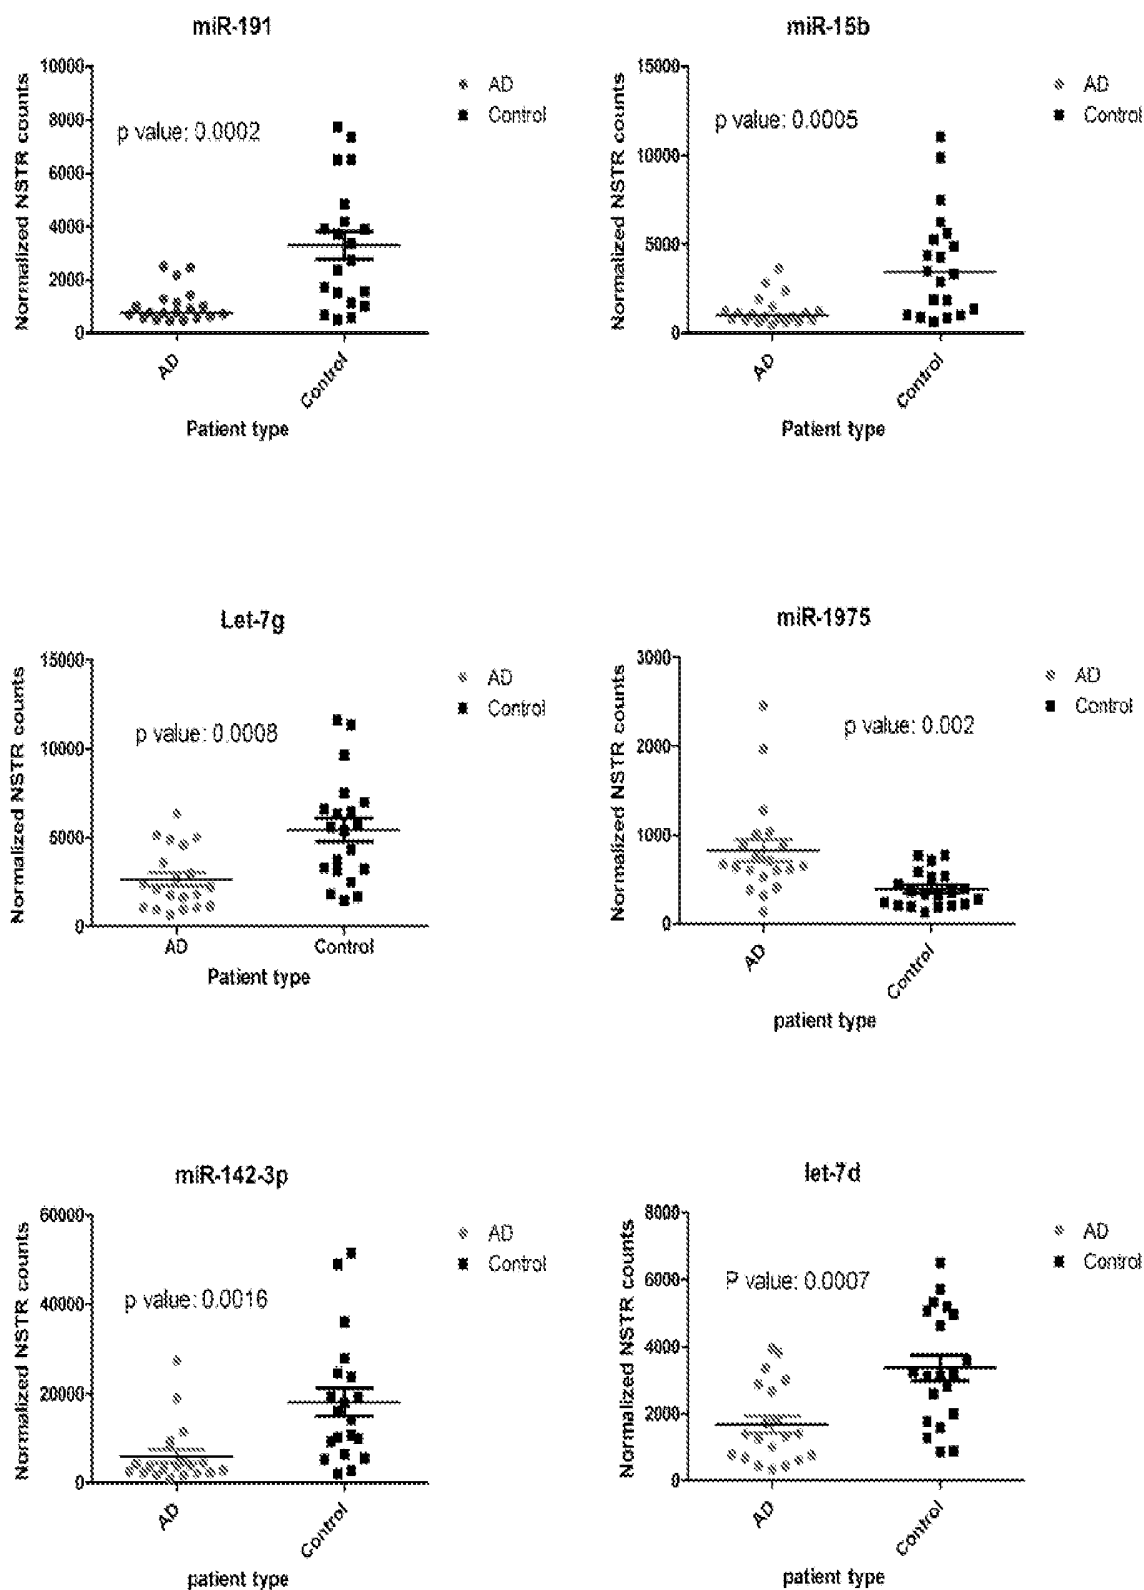 miR-191
Normalized NSTR counts
10000
8000
6000
4000
2000
0
p value: 0.0002
AD
Control
AD
Control
Patient type
miR-15b
Normalized NSTR counts
15000
10000
5000
0
p value: 0.0005
AD
Control
AD
Control
Patient type
Let-7g
Normalized NSTR counts
15000
10000
5000
0
p value: 0.0008
AD
Control
AD
Control
Patient type
miR-1975
Normalized NSTR counts
3000
2000
1000
0
p value: 0.002
AD
Control
AD
Control
patient type
miR-142-3p
Normalized NSTR counts
60000
40000
20000
0
p value: 0.0016
AD
Control
AD
Control
patient type
let-7d
Normalized NSTR counts
8000
6000
4000
2000
0
P value: 0.0007
AD
Control
AD
Control
patient type